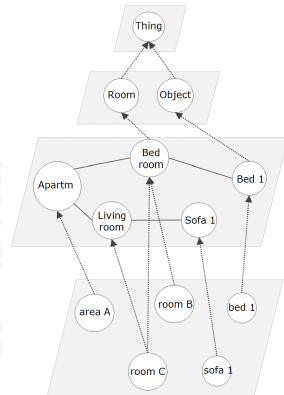 Thing
Room
Object
Bed
room
Apartm
Bed 1
Living
room
Sofa 1
area A
room B
bed 1
room C
sofa 1